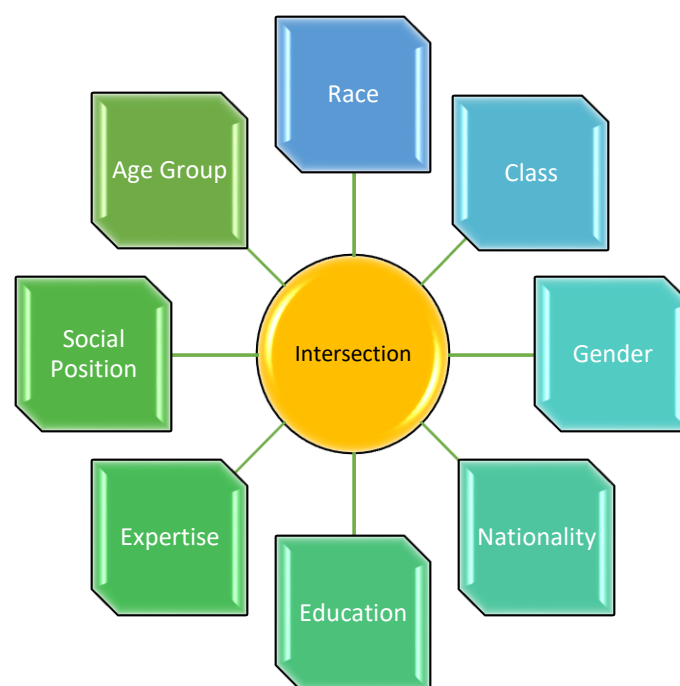 Race
Class
Gender
Nationality
Education
Expertise
Social
Position
Age Group
Intersection